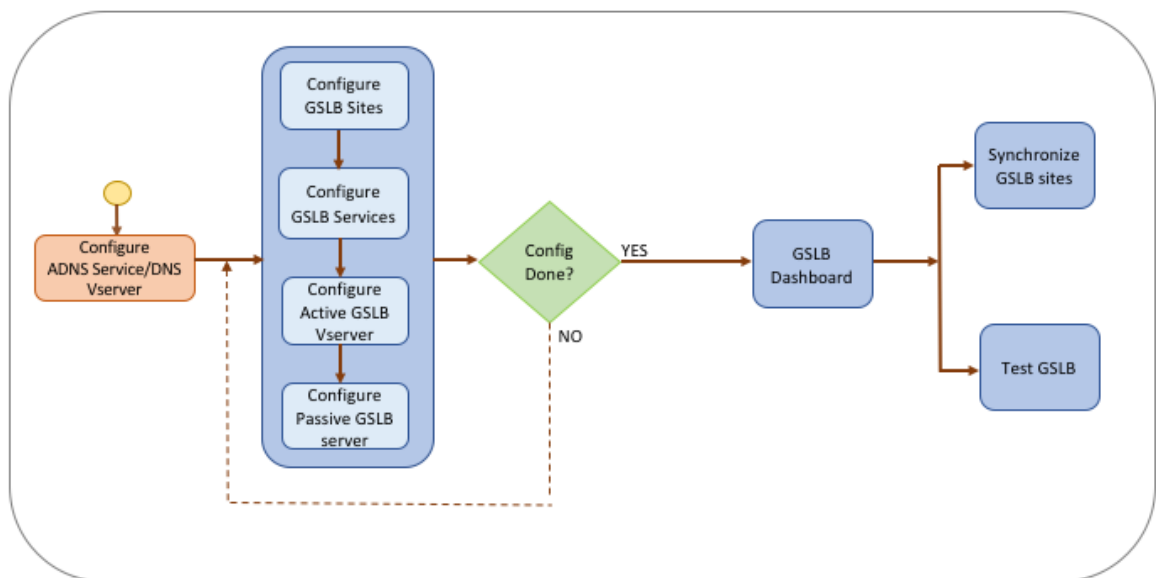 Configure
ADNS Service/DNS
Vserver
Configure
GSLB Sites
Configure
GSLB Services
Configure
Active GSLB
Vserver
Configure
Passive GSLB
server
Config
Done?
YES
NO
GSLB
Dashboard
Synchronize
GSLB sites
Test GSLB